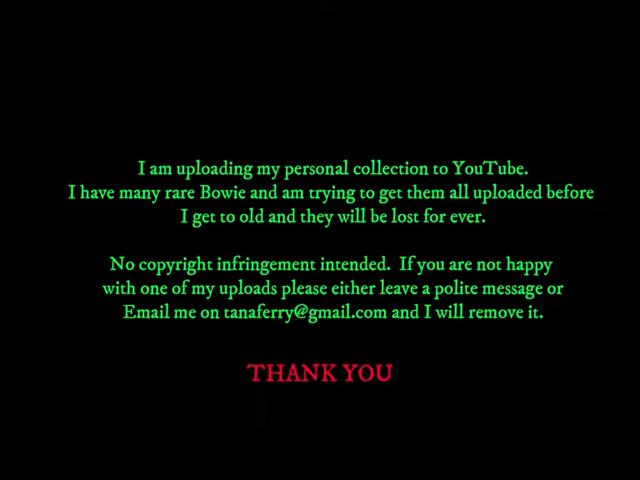 I am uploading my personal collection to YouTube.
I have many rare Bowie and am trying to get them all uploaded before
I get to old and they will be lost for ever.
No copyright infringement intended. If you are not happy
with one of my uploads please either leave a polite message or
Email me on tanaferry@gmail.com and I will remove it.
THANK YOU